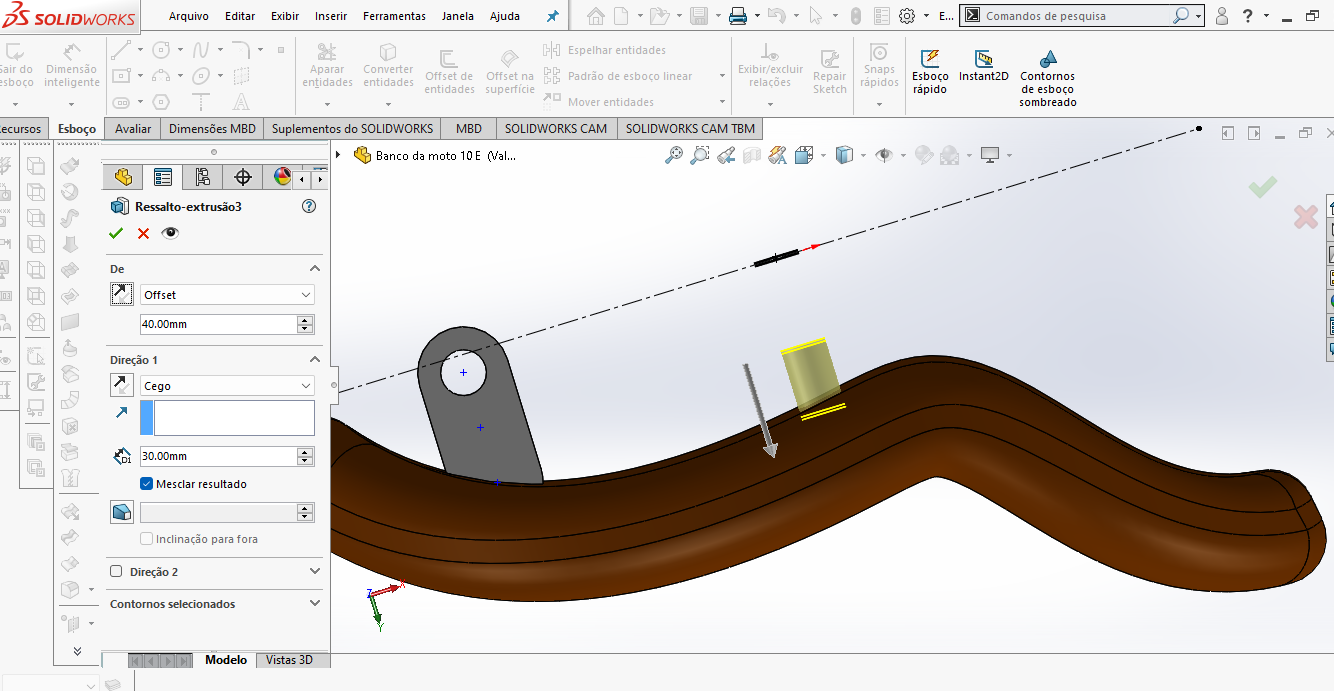 SOLIDWORKS
Arquivo Editar Exibir Inserir Ferramentas Janela Ajuda
E... Comandos de pesquisa
?
Sair do esboço
Dimensão inteligente
Aparar entidades
Converter entidades
Offset de entidades
Offset na superfície
Espelhar entidades
Padrão de esboço linear
Mover entidades
Exibir/excluir relações
Repair Sketch
Snaps rápidos
Esboço rápido
Instant2D
Contornos de esboço sombreado
ecursos Esboço Avaliar Dimensões MBD Suplementos do SOLIDWORKS MBD SOLIDWORKS CAM SOLIDWORKS CAM TBM
Banco da moto 10 E (Val...
Ressalto-extrusão3
De
Offset
40.00mm
Direção 1
Cego
D1
30.00mm
Mesclar resultado
Inclinação para fora
Direção 2
Contornos selecionados
Z X
Y
Modelo Vistas 3D